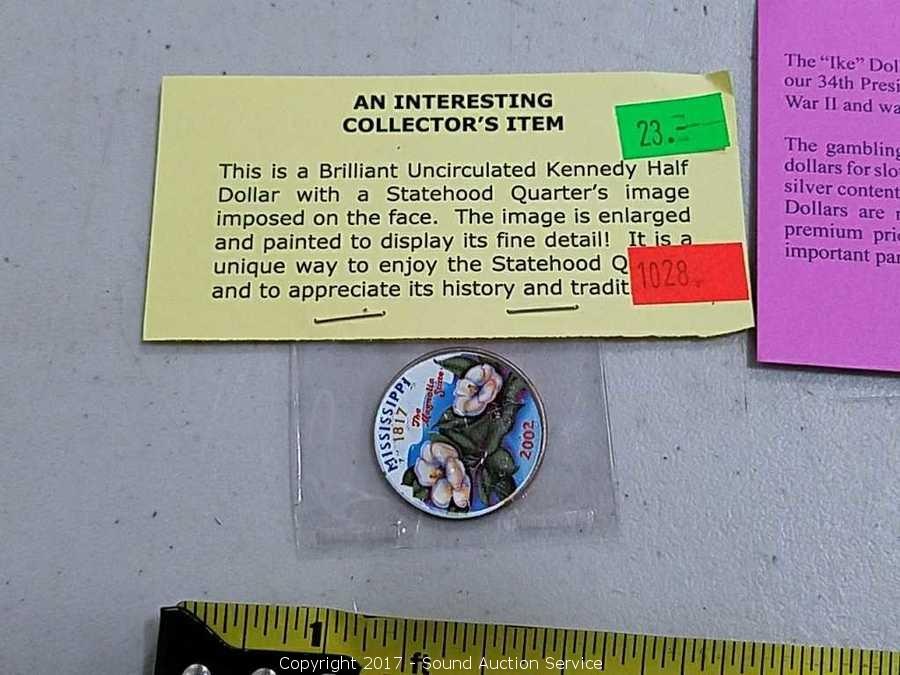 AN INTERESTING
COLLECTOR'S ITEM
23.=
This is a Brilliant Uncirculated Kennedy Half
Dollar with a Statehood Quarter's image
imposed on the face. The image is enlarged
and painted to display its fine detail! It is a
unique way to enjoy the Statehood Q
and to appreciate its history and tradit
1028
The "Ike" Dol
our 34th Presi
War II and wa
The gambling
dollars for slo
silver content
Dollars are
premium pri
important par
MISSISSIPPI
1817
The
Magnolia
State
2002
1
Copyright 2017 - Sound Auction Service